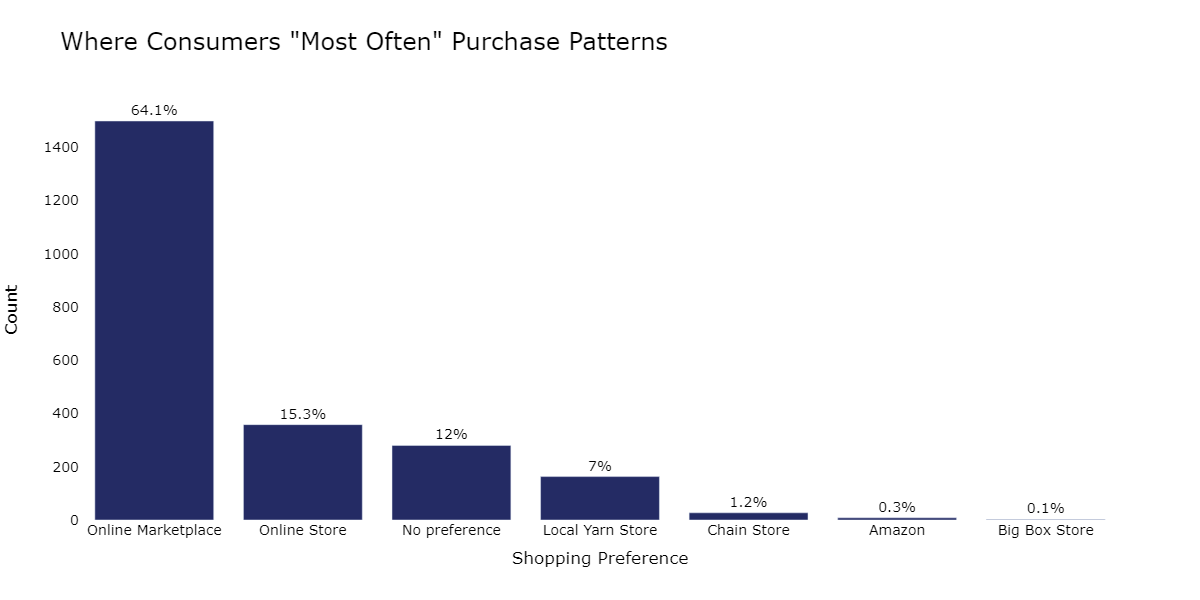 Where Consumers "Most Often" Purchase Patterns
64.1%
15.3%
12%
7%
1.2%
0.3%
0.1%
1400
1200
1000
800
600
400
200
0
Count
Online Marketplace
Online Store
No preference
Local Yarn Store
Chain Store
Amazon
Big Box Store
Shopping Preference